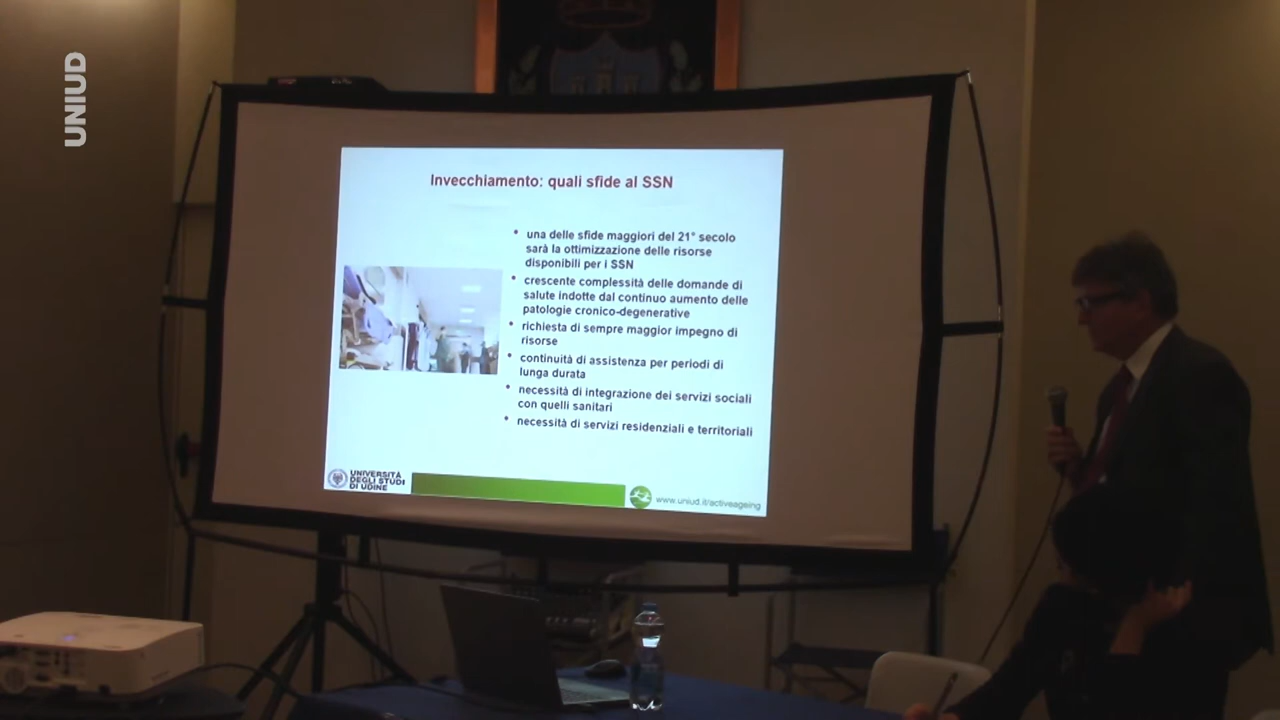 UNIUD
Invecchiamento: quali sfide al SSN
• una delle sfide maggiori del 21° secolo
sarà la ottimizzazione delle risorse
disponibili per i SSN
• crescente complessità delle domande di
salute indotte dal continuo aumento delle
patologie cronico-degenerative
• richiesta di sempre maggior impegno di
risorse
• continuità di assistenza per periodi di
lunga durata
• necessità di integrazione dei servizi sociali
con quelli sanitari
• necessità di servizi residenziali e territoriali
UNIVERSITÀ
DEGLI STUDI
DI UDINE
www.uniud.it/activeageing